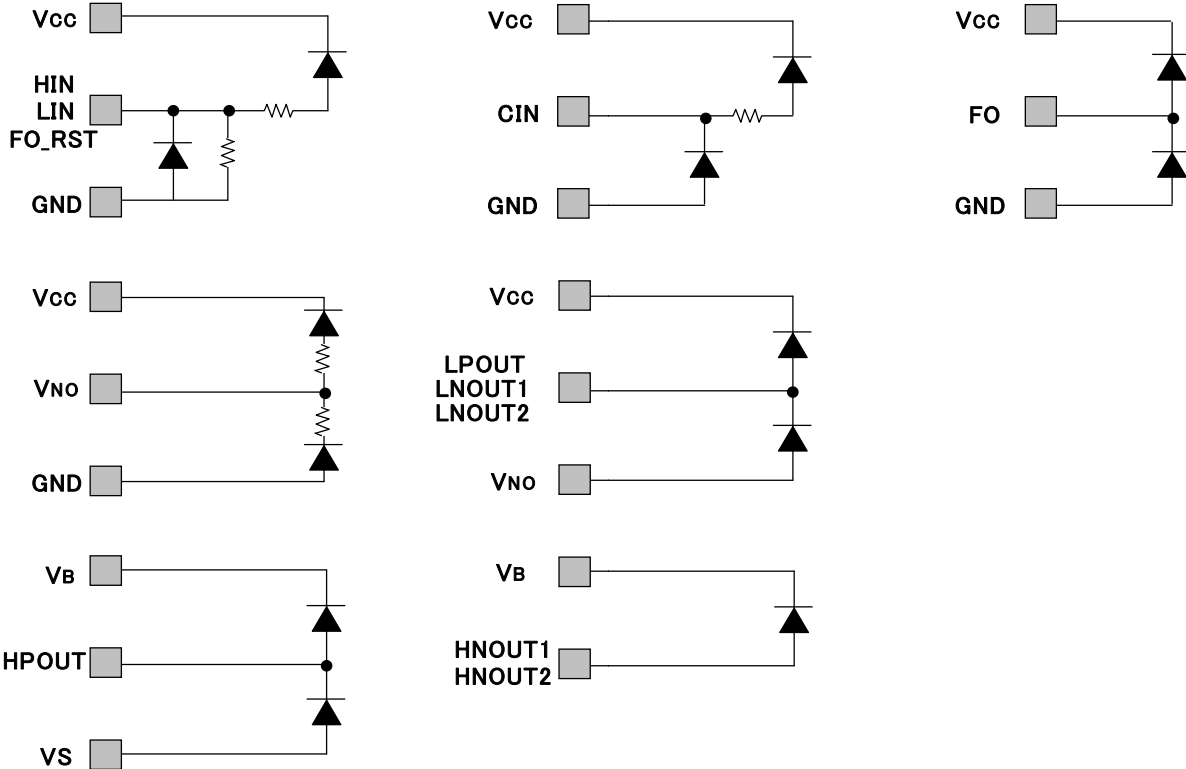 VCC
HIN
LIN
FO_RST
GND
VCC
CIN
GND
VCC
FO
GND
VCC
VNO
GND
VCC
LPOUT
LNOUT1
LNOUT2
VNO
VB
HPOUT
VS
VB
HNOUT1
HNOUT2